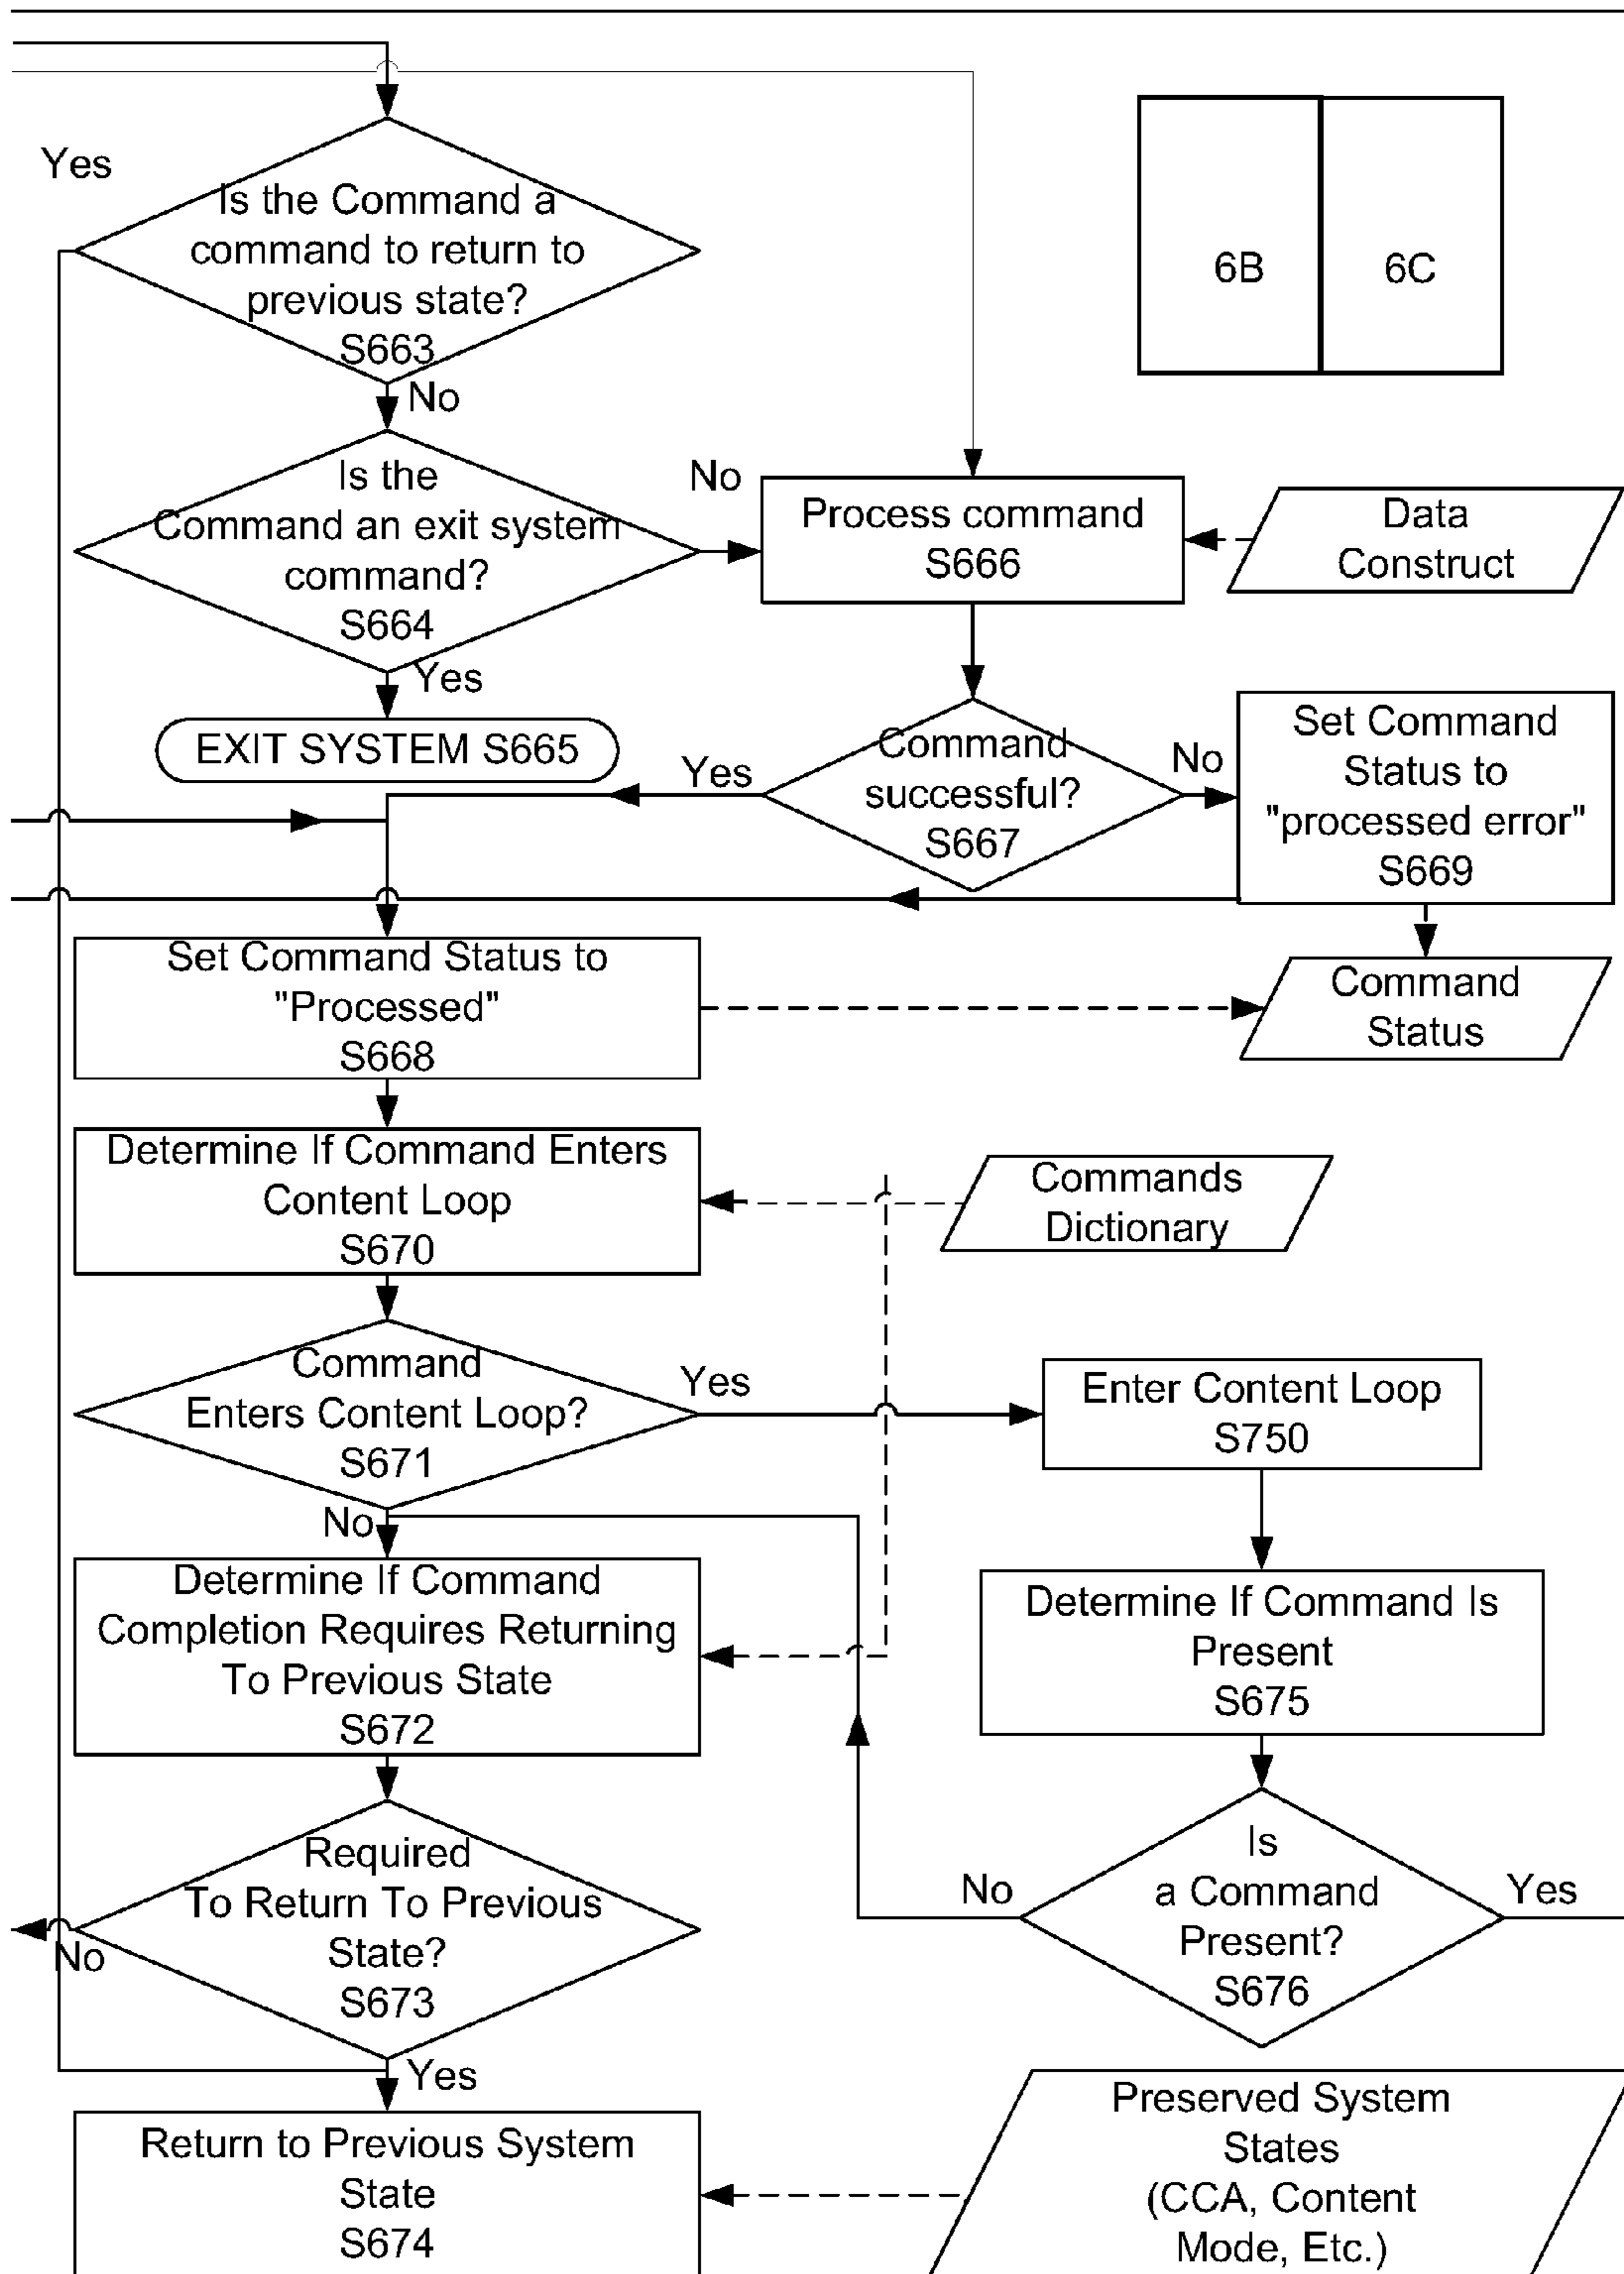 Yes
Is the Command a
command to return to
previous state?
S663
6B
6C
No
Is the
Command an exit system
command?
S664
No
Process command
S666
Data
Construct
Yes
EXIT SYSTEM S665
Yes
Command
successful?
S667
No
Set Command
Status to
"processed error"
S669
Set Command Status to
"Processed"
S668
Command
Status
Determine If Command Enters
Content Loop
S670
Commands
Dictionary
Command
Enters Content Loop?
S671
Yes
Enter Content Loop
S750
No
Determine If Command
Completion Requires Returning
To Previous State
S672
Determine If Command Is
Present
S675
Required
To Return To Previous
State?
S673
No
No
Is
a Command
Present?
S676
Yes
Yes
Return to Previous System
State
S674
Preserved System
States
(CCA, Content
Mode, Etc.)